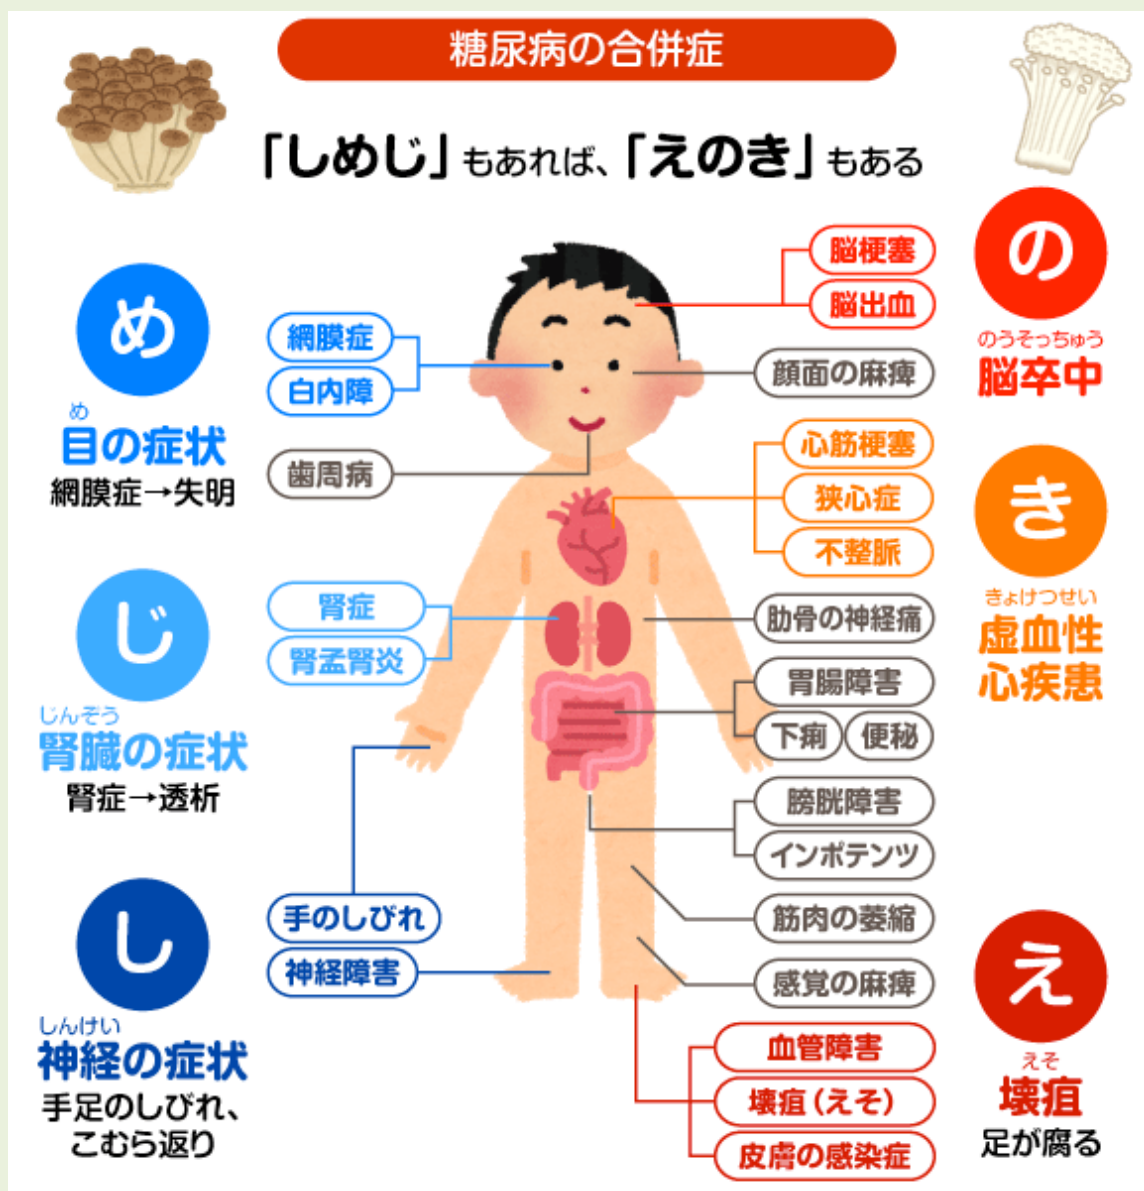 糖尿病の合併症
「しめじ」もあれば、「えのき」もある
め
め
目の症状
網膜症→失明
網膜症
白内障
歯周病
じ
じんぞう
腎臓の症状
腎症→透析
腎症
腎盂腎炎
し
しんけい
神経の症状
手足のしびれ、
こむら返り
手のしびれ
神経障害
脳梗塞
脳出血
の
のうそっちゅう
脳卒中
顔面の麻痺
心筋梗塞
狭心症
不整脈
き
きょけつせい
虚血性
心疾患
肋骨の神経痛
胃腸障害
下痢 便秘
膀胱障害
インポテンツ
筋肉の萎縮
感覚の麻痺
血管障害
壊疽（えそ）
皮膚の感染症
え
えそ
壊疽
足が腐る